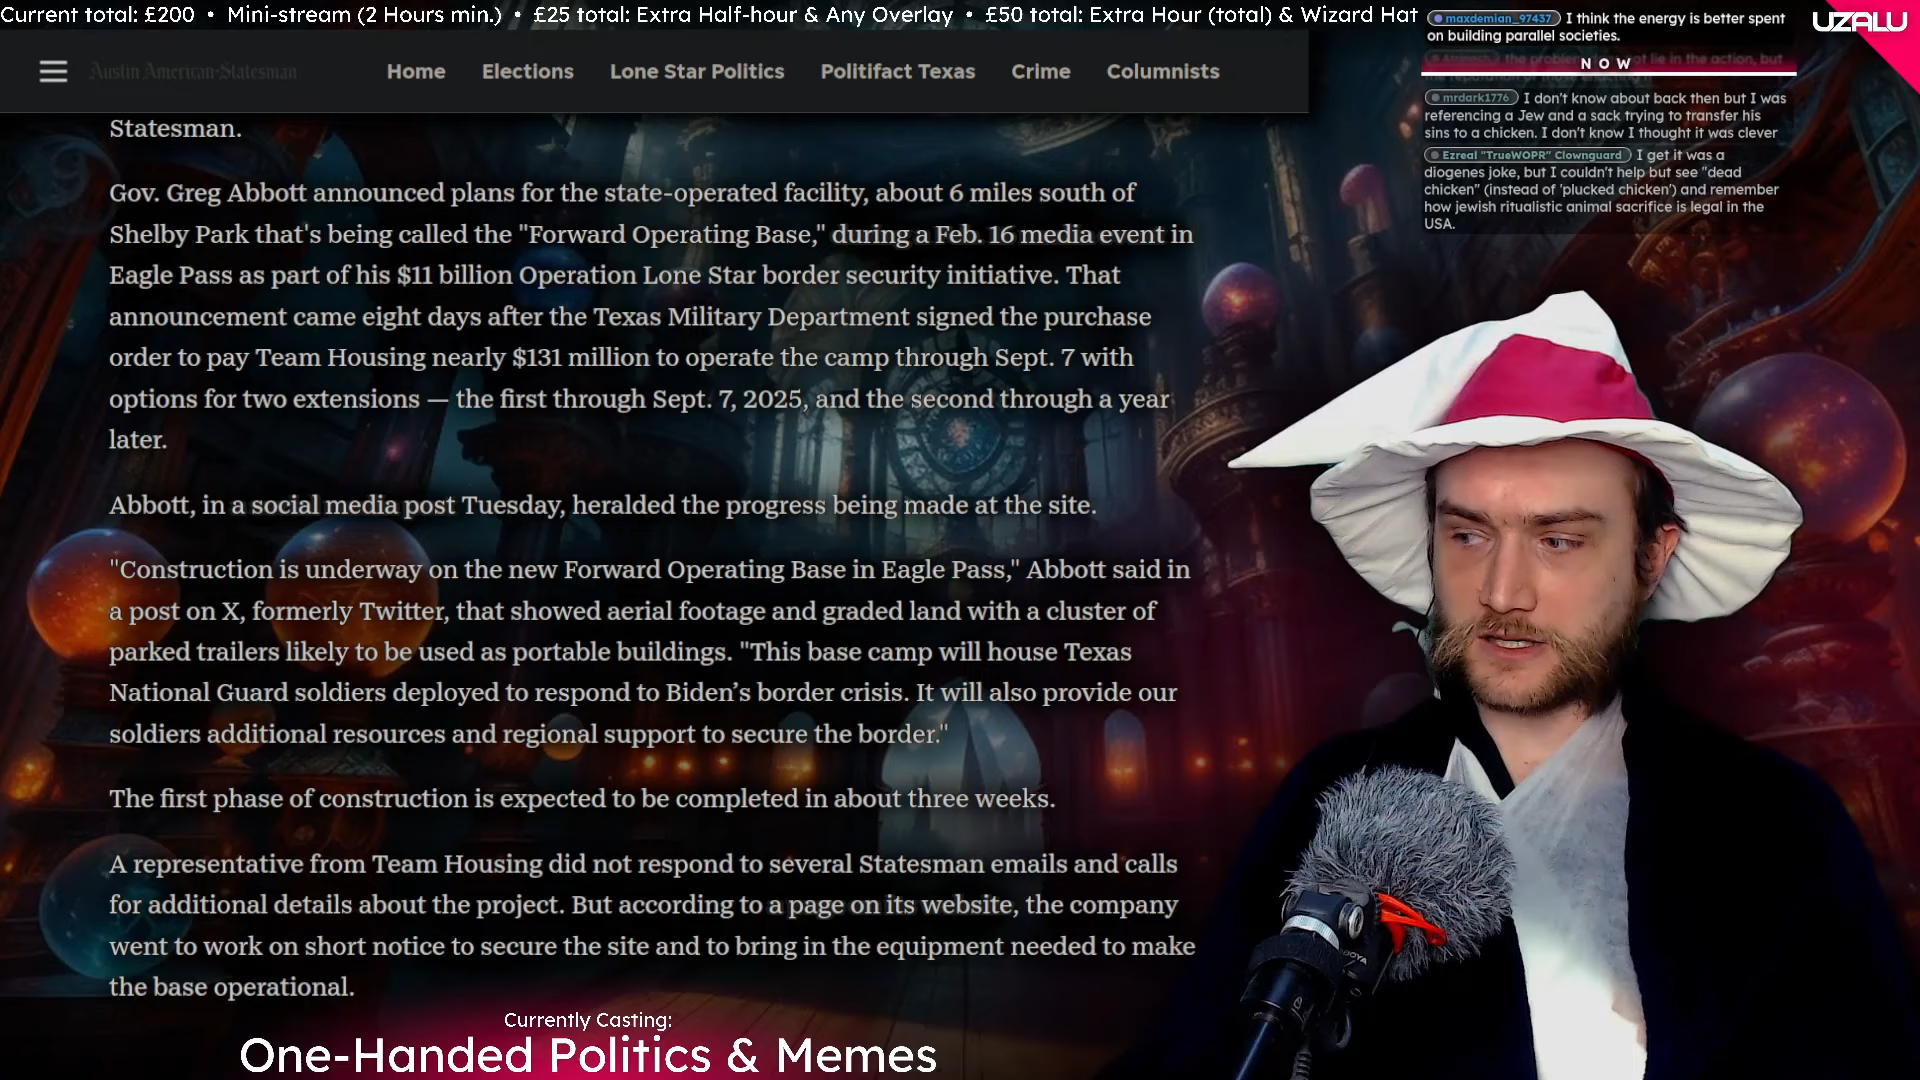 Current total: £200 • Mini-stream (2 Hours min.) • £25 total: Extra Half-hour & Any Overlay • £50 total: Extra Hour (total) & Wizard Hat
maxdemian_97437 I think the energy is better spent
on building parallel societies.
UZALU
NOW
Austin American-Statesman
Home Elections Lone Star Politics Politifact Texas Crime Columnists
mrdark1776 I don't know about back then but I was
referencing a Jew and a sack trying to transfer his
sins to a chicken. I don't know I thought it was clever
Ezreal "TrueWOPR" Clownguard I get it was a
diogenes joke, but I couldn't help but see "dead
chicken" (instead of 'plucked chicken') and remember
how jewish ritualistic animal sacrifice is legal in the
USA.
Statesman.
Gov. Greg Abbott announced plans for the state-operated facility, about 6 miles south of
Shelby Park that's being called the "Forward Operating Base," during a Feb. 16 media event in
Eagle Pass as part of his $11 billion Operation Lone Star border security initiative. That
announcement came eight days after the Texas Military Department signed the purchase
order to pay Team Housing nearly $131 million to operate the camp through Sept. 7 with
options for two extensions — the first through Sept. 7, 2025, and the second through a year
later.
Abbott, in a social media post Tuesday, heralded the progress being made at the site.
"Construction is underway on the new Forward Operating Base in Eagle Pass," Abbott said in
a post on X, formerly Twitter, that showed aerial footage and graded land with a cluster of
parked trailers likely to be used as portable buildings. "This base camp will house Texas
National Guard soldiers deployed to respond to Biden’s border crisis. It will also provide our
soldiers additional resources and regional support to secure the border."
The first phase of construction is expected to be completed in about three weeks.
A representative from Team Housing did not respond to several Statesman emails and calls
for additional details about the project. But according to a page on its website, the company
went to work on short notice to secure the site and to bring in the equipment needed to make
the base operational.
BOYA
Currently Casting:
One-Handed Politics & Memes